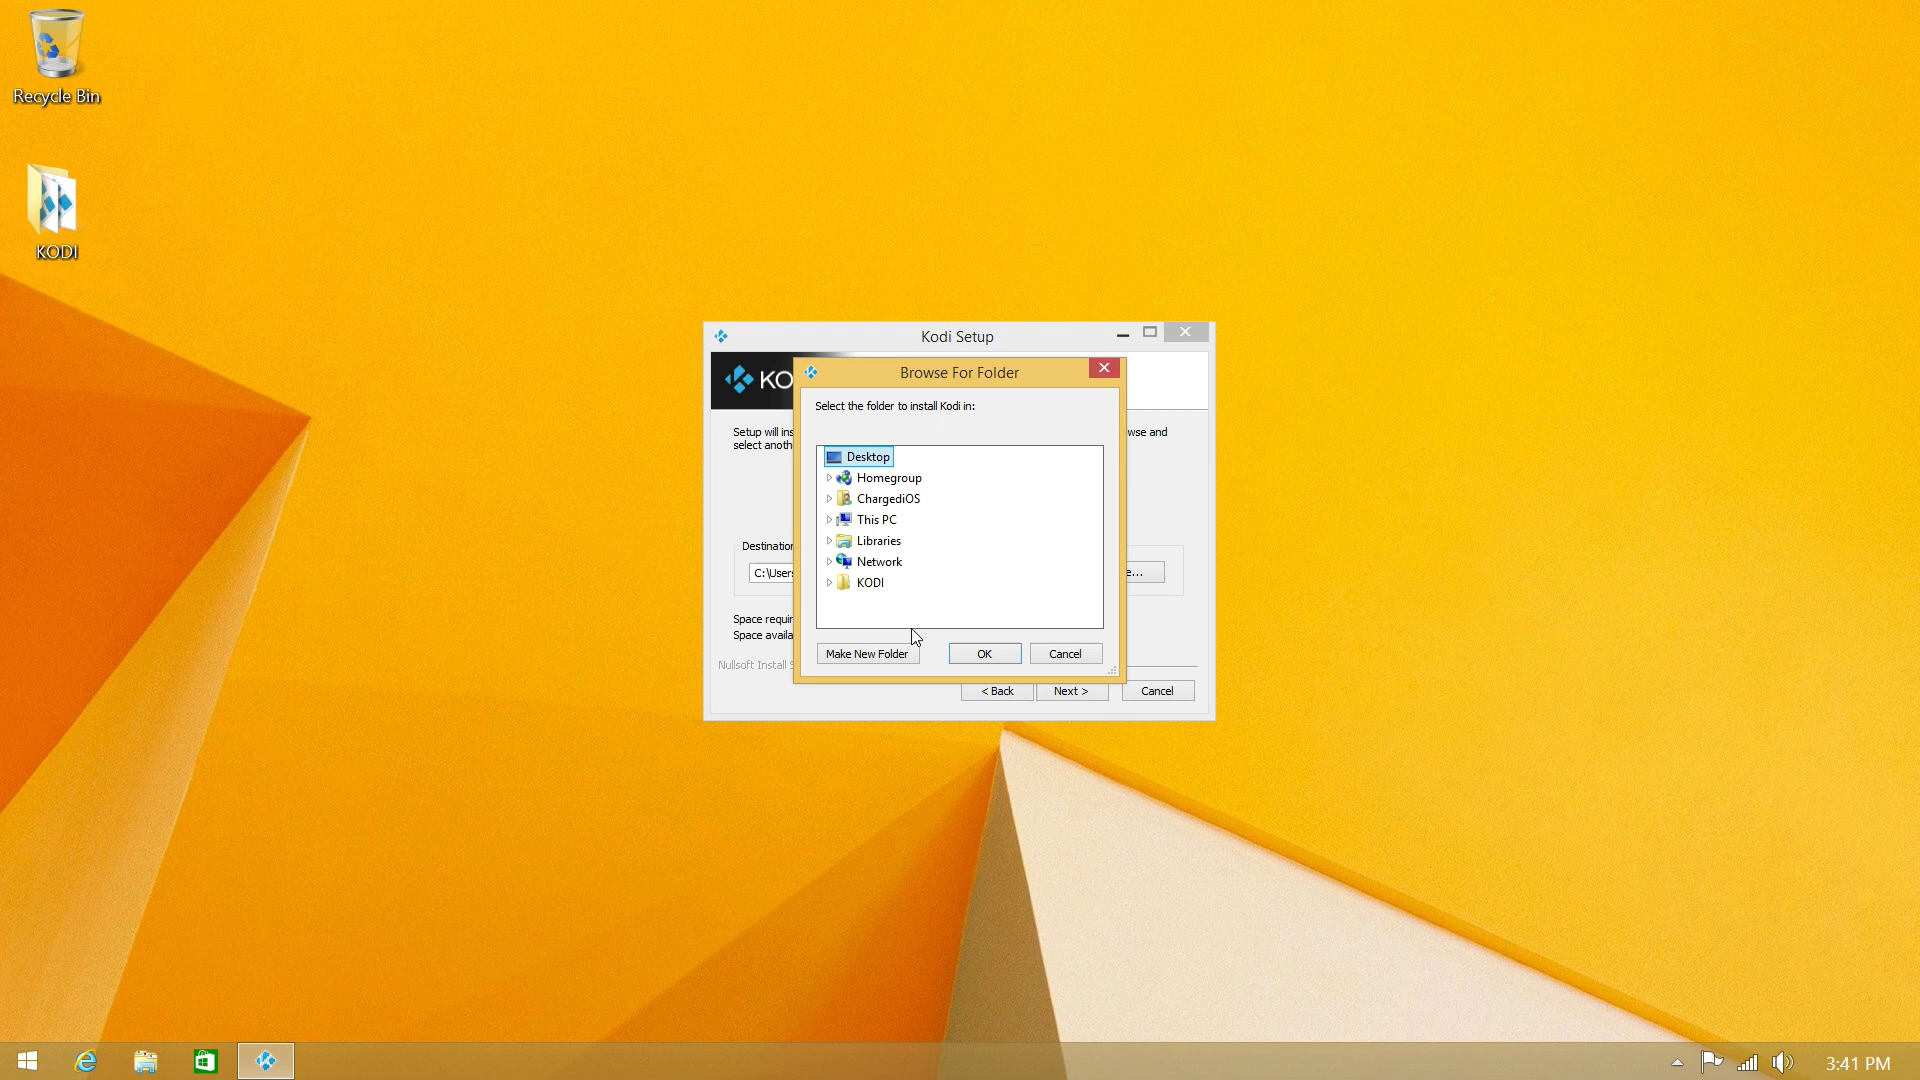 Recycle Bin
KODI
Kodi Setup
KO
Browse For Folder
Select the folder to install Kodi in:
Setup will ins
wse and
select anoth
Desktop
Homegroup
ChargediOS
This PC
Libraries
Network
KODI
Destination
C:\Users
e...
Space requir
Space availa
Make New Folder
OK
Cancel
Nullsoft Install S
< Back
Next >
Cancel
3:41 PM